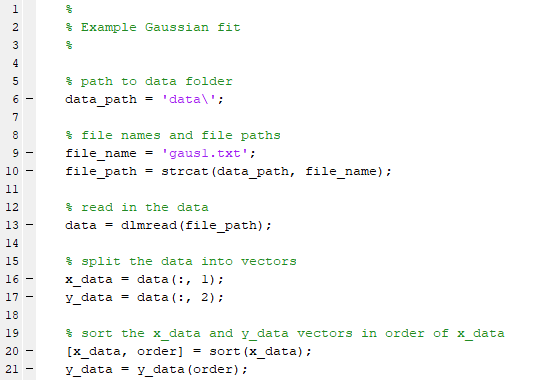 1 %
2 % Example Gaussian fit
3 %
4
5 % path to data folder
6 - data_path = 'data\';
7
8 % file names and file paths
9 - file_name = 'gaus1.txt';
10 - file_path = strcat(data_path, file_name);
11
12 % read in the data
13 - data = dlmread(file_path);
14
15 % split the data into vectors
16 - x_data = data(:, 1);
17 - y_data = data(:, 2);
18
19 % sort the x_data and y_data vectors in order of x_data
20 - [x_data, order] = sort(x_data);
21 - y_data = y_data(order);